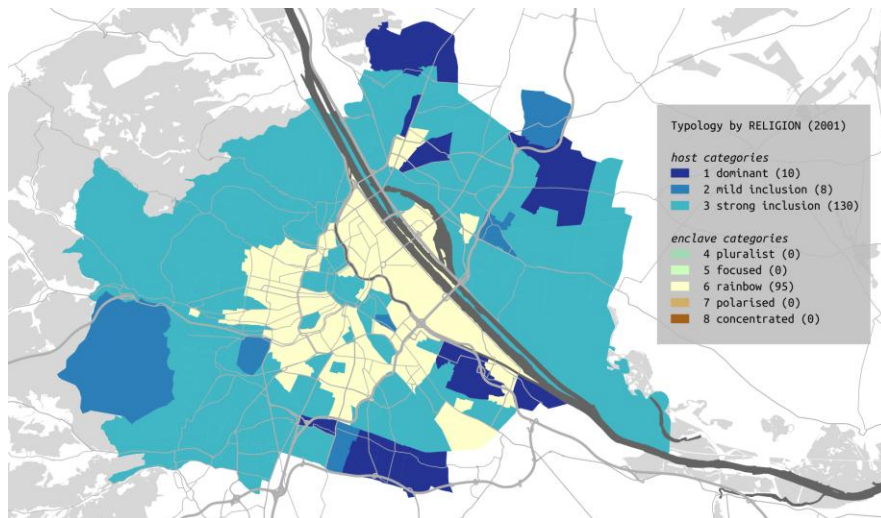 Typology by RELIGION (2001)
host categories
1 dominant (10)
2 mild inclusion (8)
3 strong inclusion (130)
enclave categories
4 pluralist (0)
5 focused (0)
6 rainbow (95)
7 polarised (0)
8 concentrated (0)